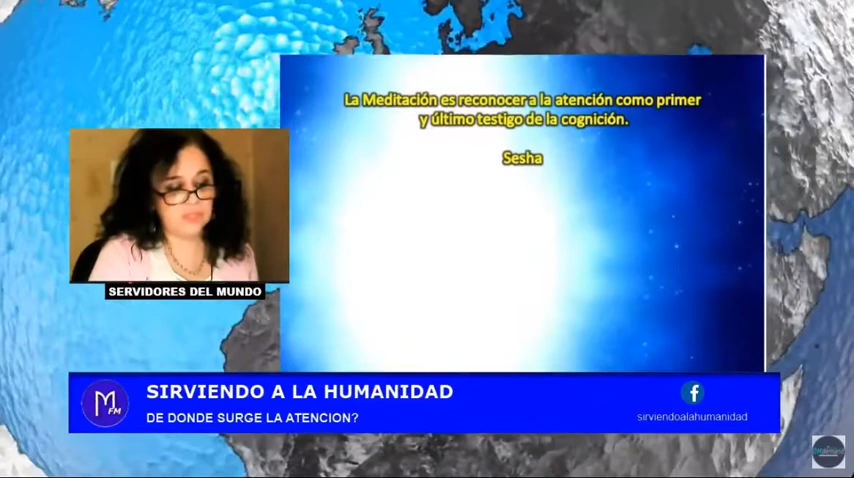 La Meditación es reconocer a la atención como primer
y último testigo de la cognición.
Sesha
SERVIDORES DEL MUNDO
M FM
SIRVIENDO A LA HUMANIDAD
DE DONDE SURGE LA ATENCION?
f
sirviendoalahumanidad